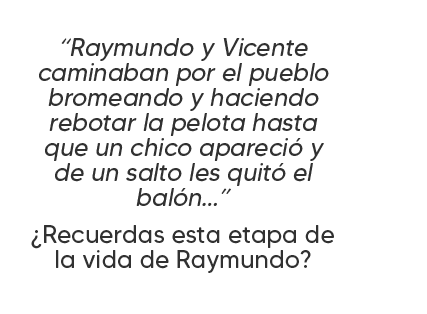 “Raymundo y Vicente
caminaban por el pueblo
bromeando y haciendo
rebotar la pelota hasta
que un chico apareció y
de un salto les quitó el
balón...”
¿Recuerdas esta etapa de
la vida de Raymundo?